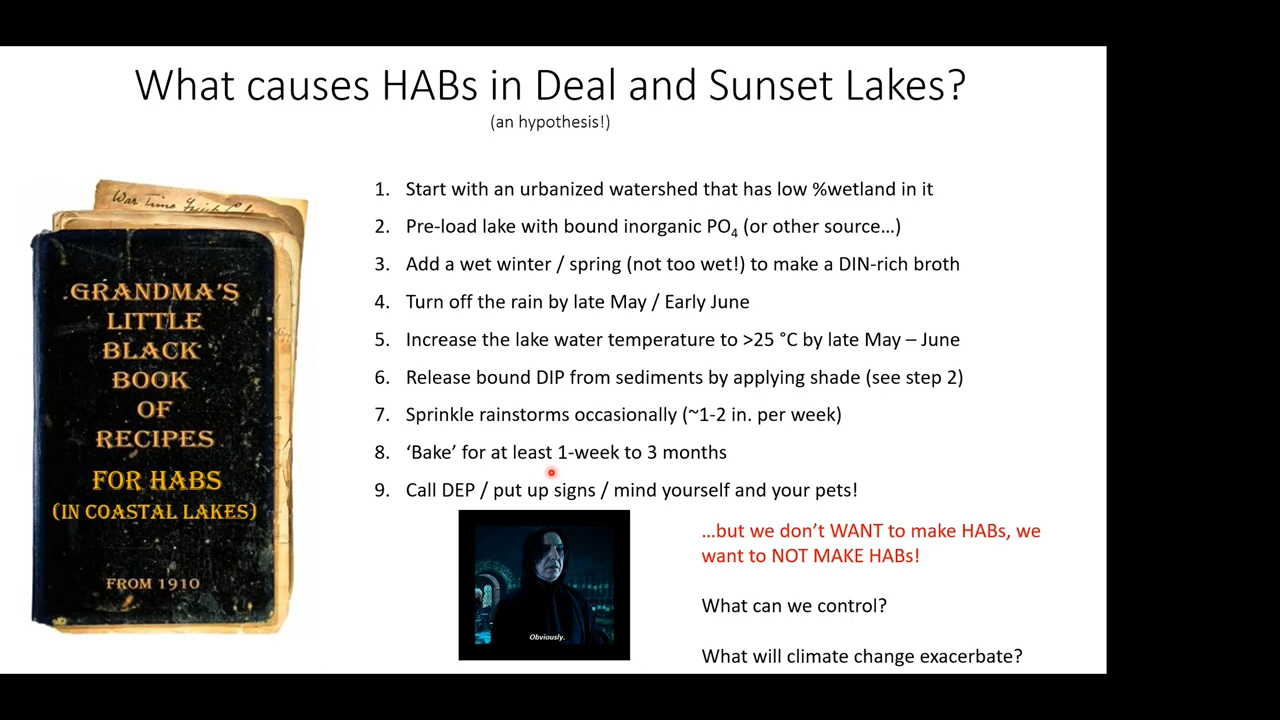 What causes HABs in Deal and Sunset Lakes?
(an hypothesis!)
War Time
GRANDMA'S
LITTLE
BLACK
BOOK
OF
RECIPES
FOR HABS
(IN COASTAL LAKES)
FROM 1910
1. Start with an urbanized watershed that has low %wetland in it
2. Pre-load lake with bound inorganic PO4 (or other source…)
3. Add a wet winter / spring (not too wet!) to make a DIN-rich broth
4. Turn off the rain by late May / Early June
5. Increase the lake water temperature to >25 °C by late May – June
6. Release bound DIP from sediments by applying shade (see step 2)
7. Sprinkle rainstorms occasionally (~1-2 in. per week)
8. ‘Bake’ for at least 1-week to 3 months
9. Call DEP / put up signs / mind yourself and your pets!
Obviously.
…but we don’t WANT to make HABs, we
want to NOT MAKE HABs!
What can we control?
What will climate change exacerbate?